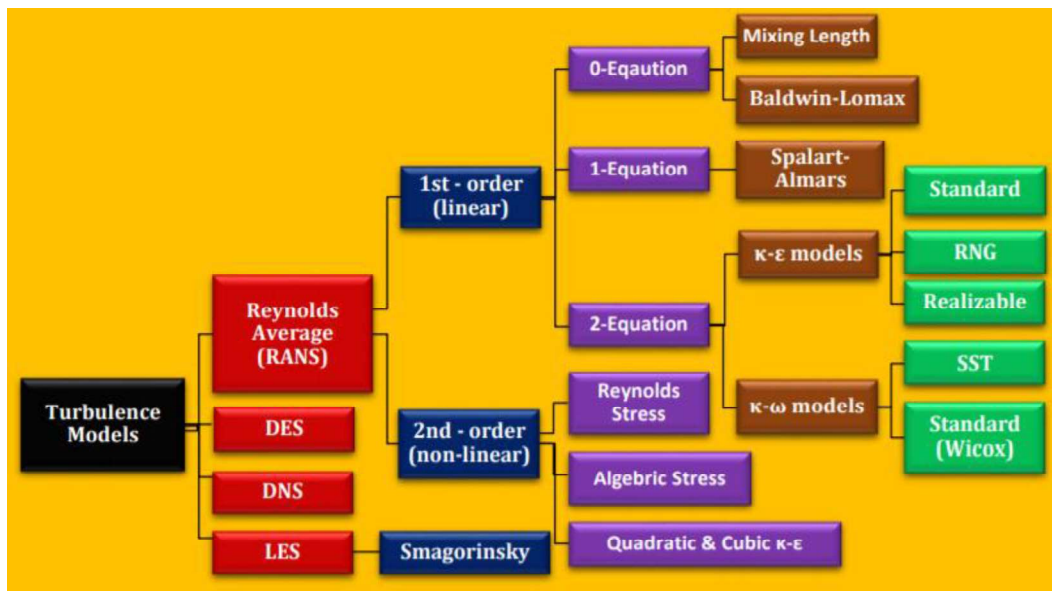 Mixing Length
0-Eqaution
Baldwin-Lomax
1st - order
(linear)
1-Equation
Spalart-
Almars
Standard
κ-ε models
RNG
Realizable
Reynolds
Average
(RANS)
2-Equation
SST
Turbulence
Models
DES
2nd - order
(non-linear)
Reynolds
Stress
κ-ω models
Standard
(Wicox)
DNS
Algebric Stress
LES
Smagorinsky
Quadratic & Cubic κ-ε